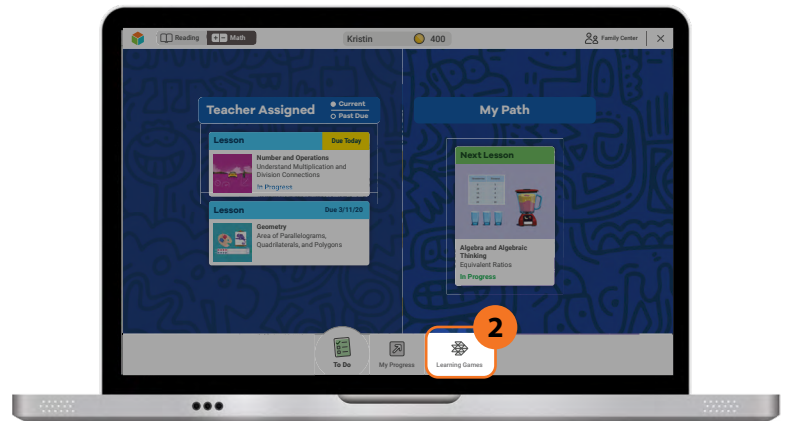 Reading
Math
Kristin
400
Family Center
Teacher Assigned
Current
Past Due
My Path
Lesson
Due Today
Number and Operations
Understand Multiplication and
Division Connections
In Progress
Lesson
Due 3/11/20
Geometry
Area of Parallelograms,
Quadrilaterals, and Polygons
Next Lesson
Algebra and Algebraic
Thinking
Equivalent Ratios
In Progress
2
To Do
My Progress
Learning Games